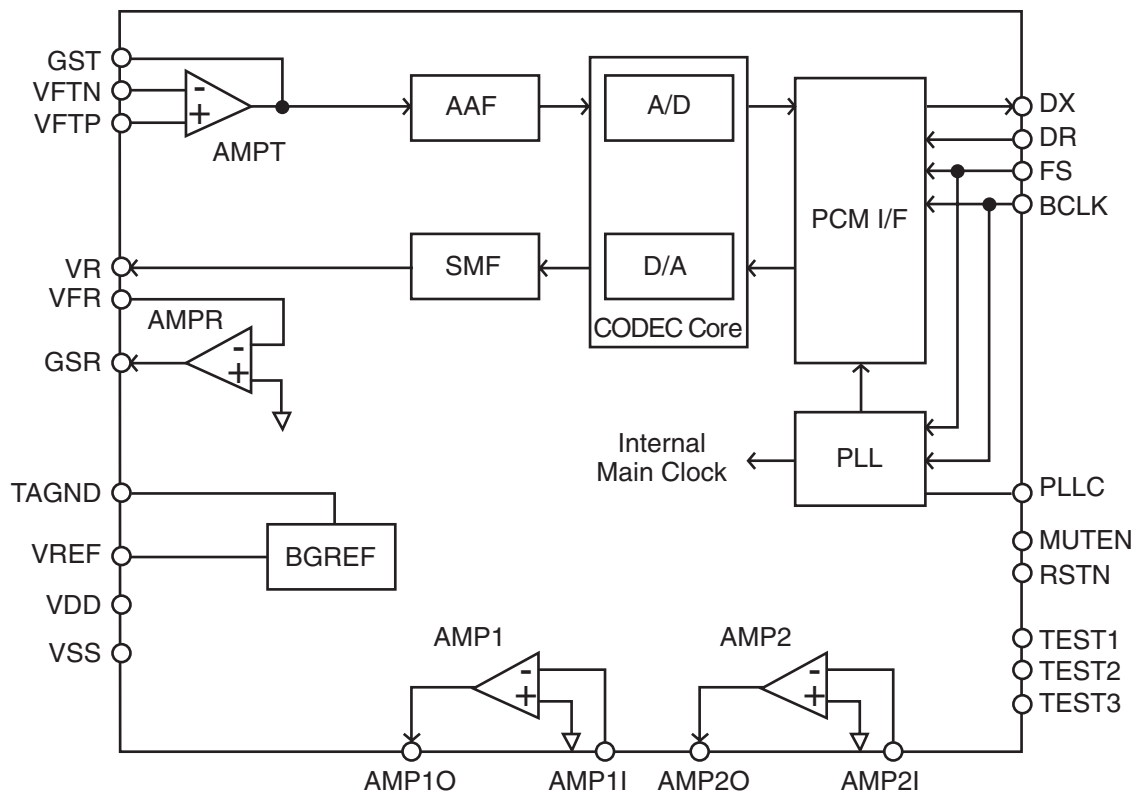 GST
VFTN
VFTP
-
+
AMPT
AAF
A/D
PCM I/F
DX
DR
FS
BCLK
VR
VFR
GSR
AMPR
-
+
SMF
D/A
CODEC Core
Internal
Main Clock
PLL
PLLC
TAGND
VREF
BGREF
VDD
VSS
MUTEN
RSTN
TEST1
TEST2
TEST3
AMP1
-
+
AMP2
-
+
AMP1O
AMP1I
AMP2O
AMP2I